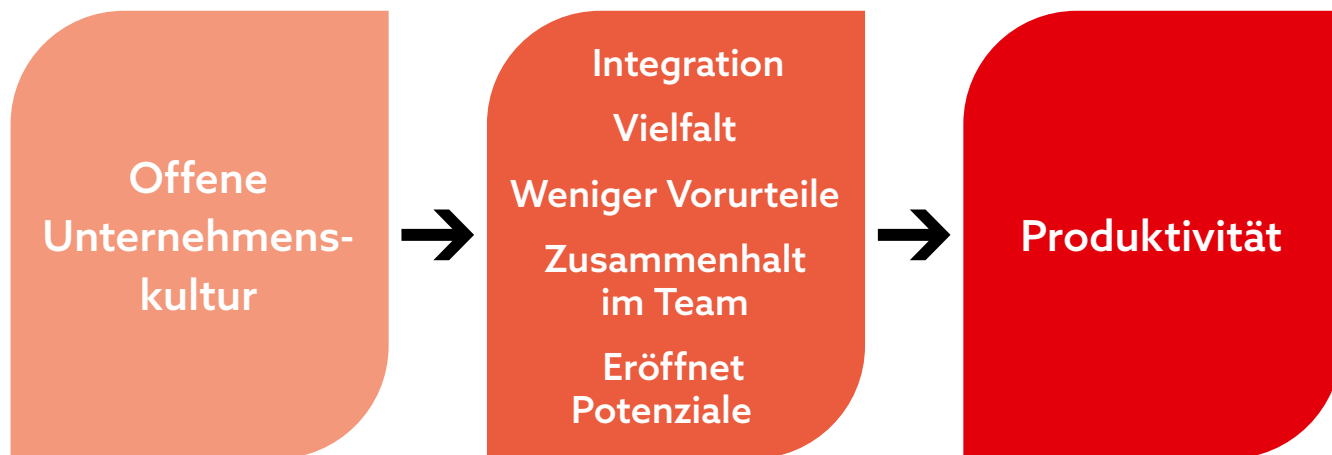 Offene
Unternehmens-
kultur
Integration
Vielfalt
Weniger Vorurteile
Zusammenhalt
im Team
Eröffnet
Potenziale
Produktivität